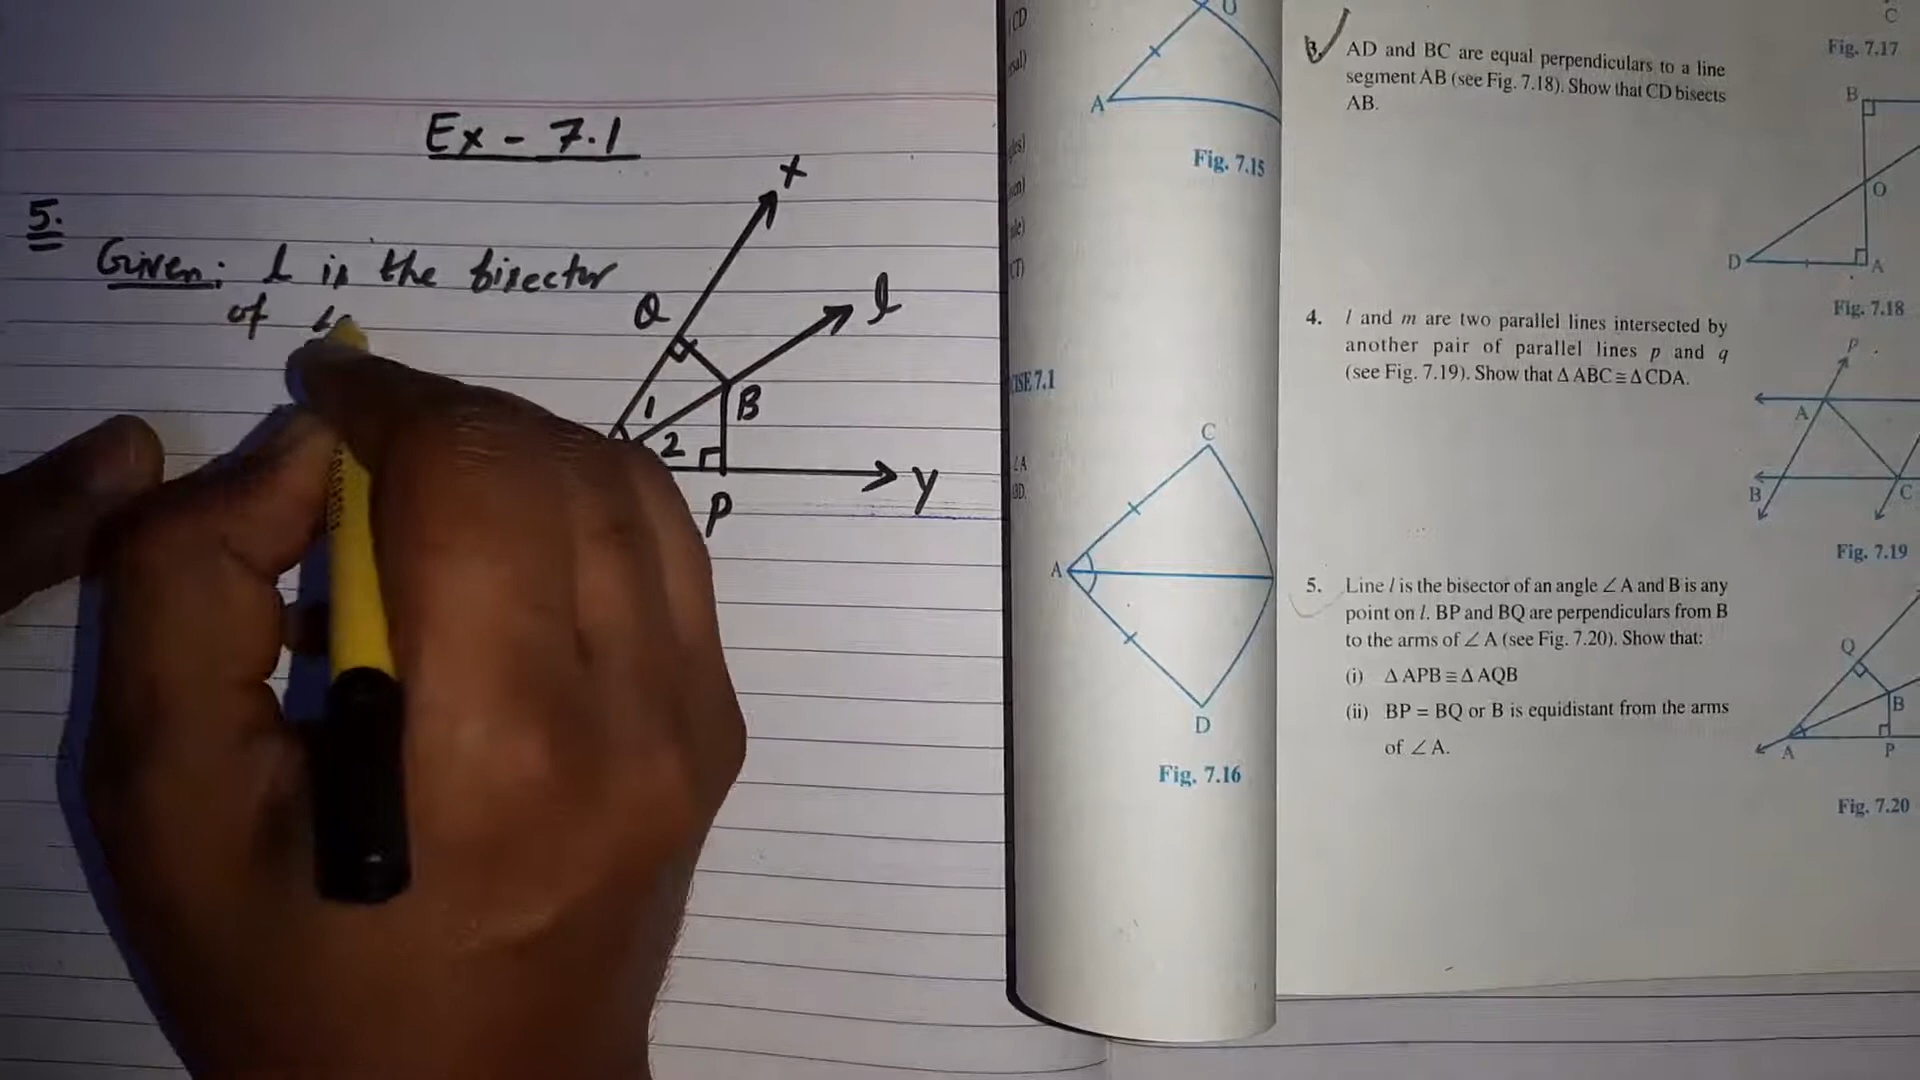 Ex - 7.1
5.
Given: l is the bisector
of ∠
x
Q
l
1
B
2
y
P
A
Fig. 7.15
CISE 7.1
C
A
D
Fig. 7.16
C
Fig. 7.17
3. AD and BC are equal perpendiculars to a line
segment AB (see Fig. 7.18). Show that CD bisects
AB.
B
O
D
A
Fig. 7.18
4. l and m are two parallel lines intersected by
another pair of parallel lines p and q
(see Fig. 7.19). Show that Δ ABC ≅ Δ CDA.
p
A
B
C
Fig. 7.19
5. Line l is the bisector of an angle ∠ A and B is any
point on l. BP and BQ are perpendiculars from B
to the arms of ∠ A (see Fig. 7.20). Show that:
(i) Δ APB ≅ Δ AQB
(ii) BP = BQ or B is equidistant from the arms
of ∠ A.
Q
B
A
P
Fig. 7.20